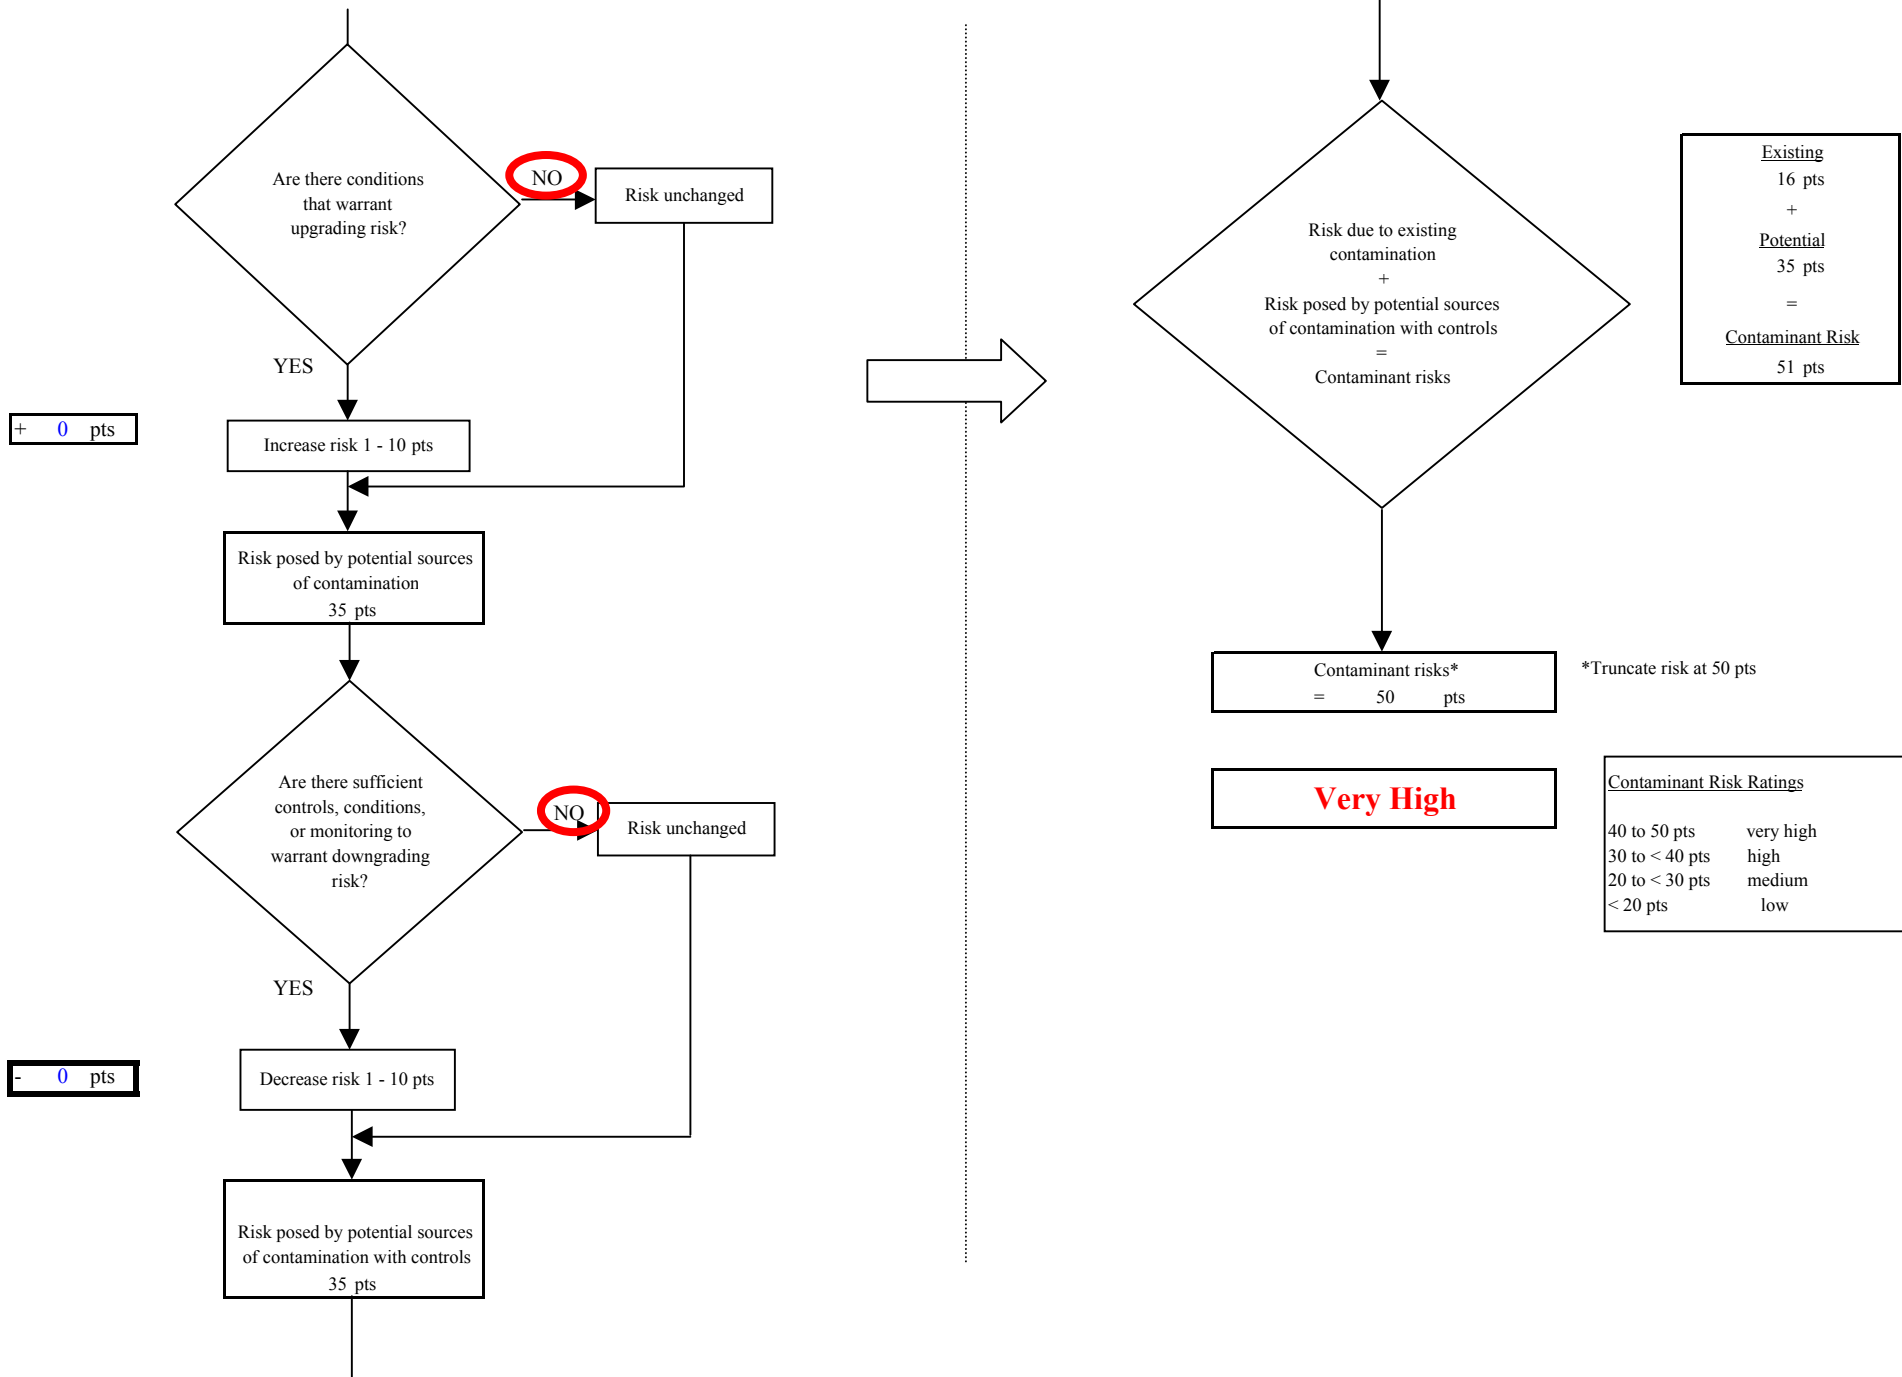 Are there conditions
that warrant
upgrading risk?
NO
Risk unchanged
YES
+ 0 pts
Increase risk 1 - 10 pts
Risk posed by potential sources
of contamination
35 pts
Are there sufficient
controls, conditions,
or monitoring to
warrant downgrading
risk?
NO
Risk unchanged
YES
- 0 pts
Decrease risk 1 - 10 pts
Risk posed by potential sources
of contamination with controls
35 pts
Risk due to existing
contamination
+
Risk posed by potential sources
of contamination with controls
=
Contaminant risks
Existing
16 pts
+
Potential
35 pts
=
Contaminant Risk
51 pts
Contaminant risks*
= 50 pts
*Truncate risk at 50 pts
Very High
Contaminant Risk Ratings
40 to 50 pts very high
30 to < 40 pts high
20 to < 30 pts medium
< 20 pts low